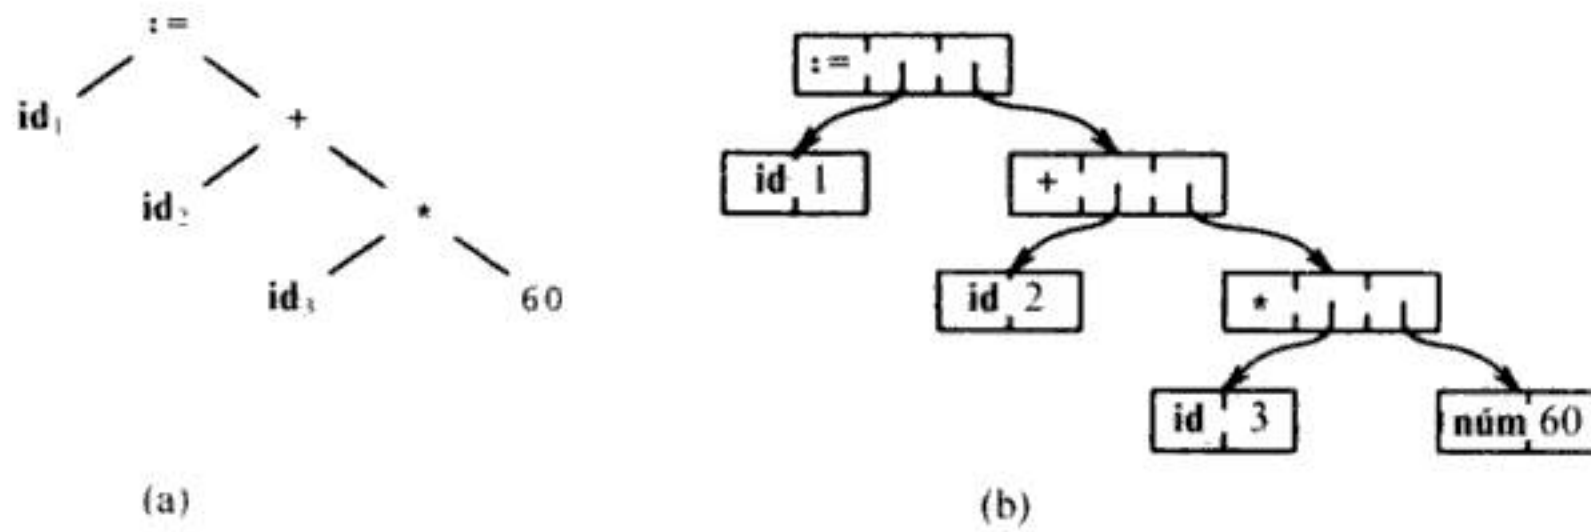 :=
id₁ +
id₂ *
id₃ 60
(a)
:=
id 1 +
id 2 *
id 3 núm 60
(b)